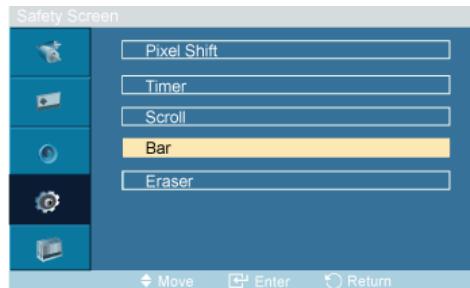 Safety Screen
Pixel Shift
Timer
Scroll
Bar
Eraser
Move Enter Return